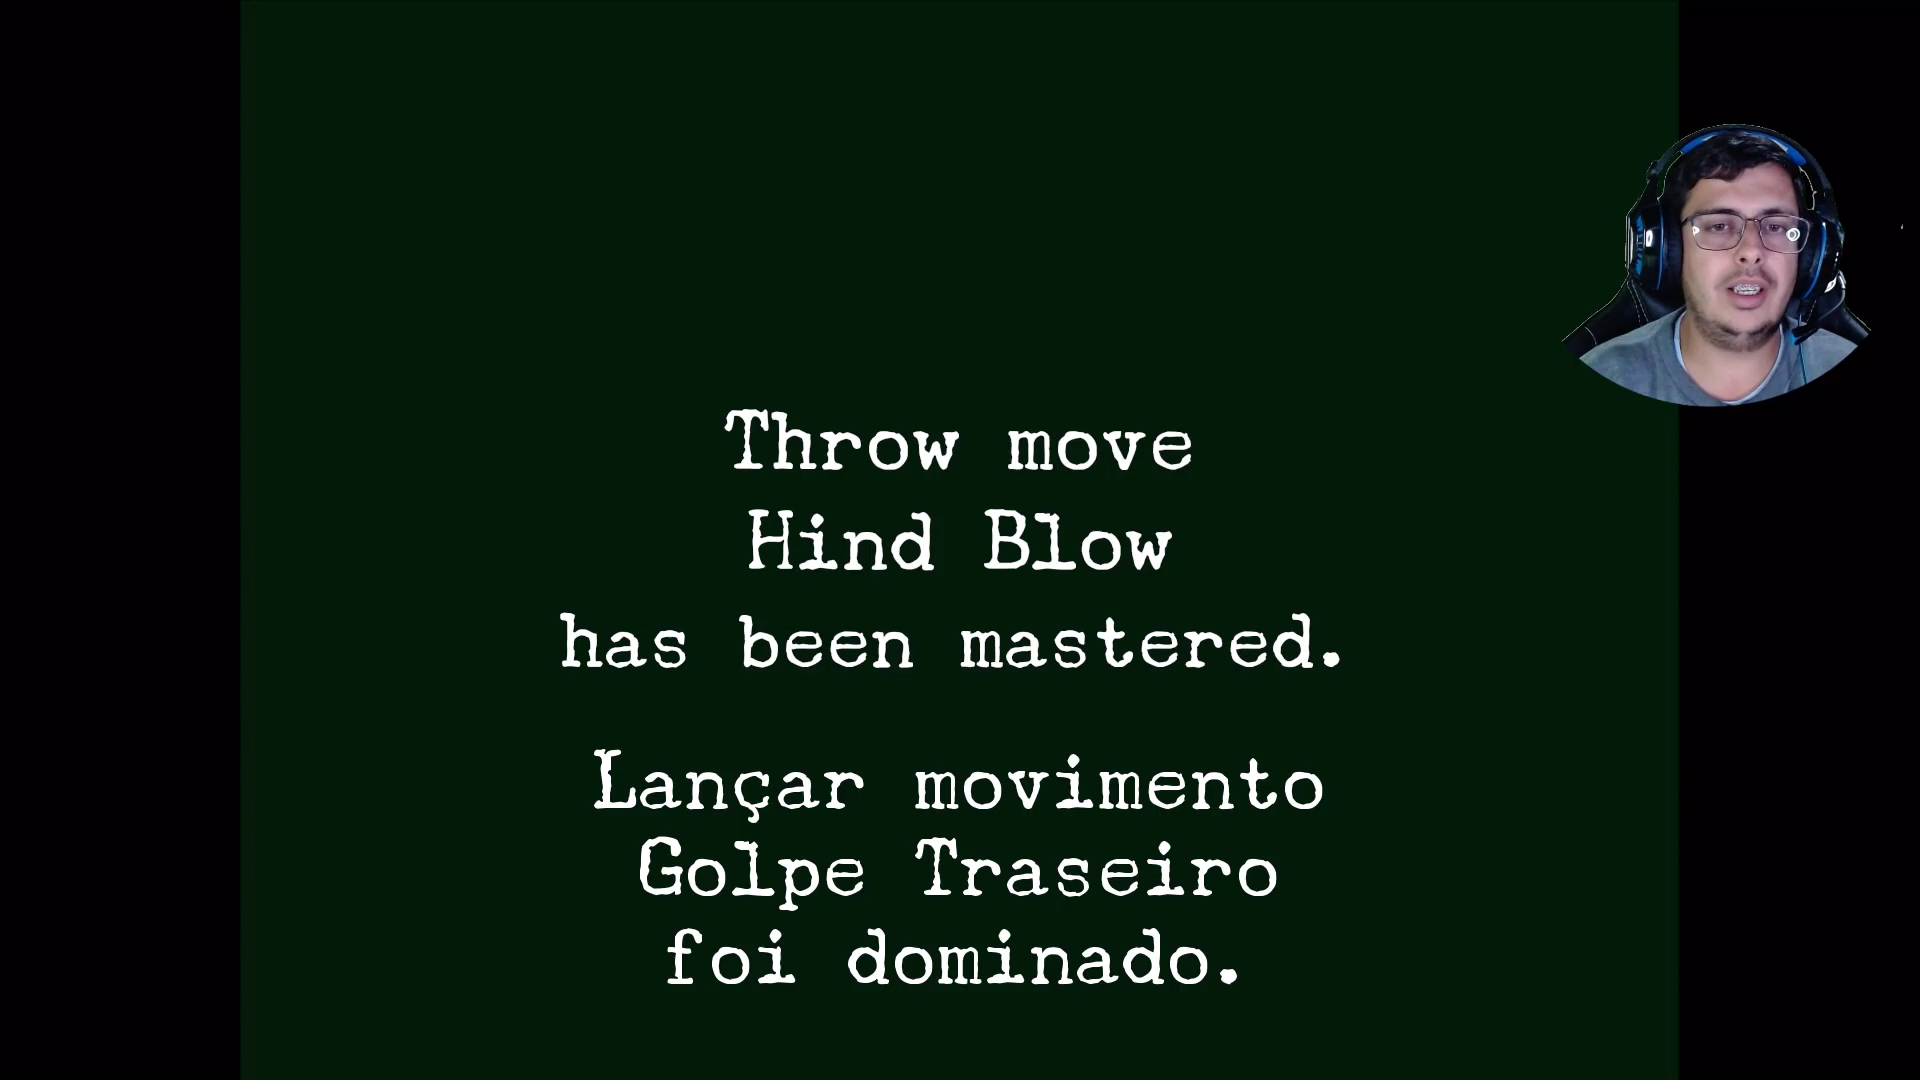 Throw move
Hind Blow
has been mastered.
Lançar movimento
Golpe Traseiro
foi dominado.